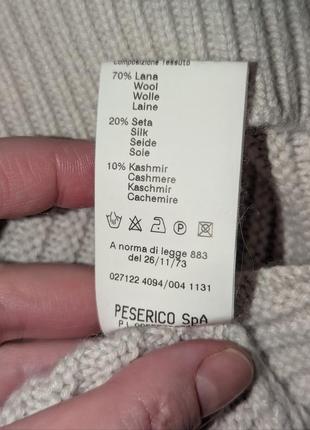 Composizione Tessuto
70% Lana
Wool
Wolle
Laine
20% Seta
Silk
Seide
Soie
10% Kashmir
Cashmere
Kaschmir
Cachemire
A norma di legge 883
del 26/11/73
027122 4094/004 1131
PESERICO SpA
P.I.